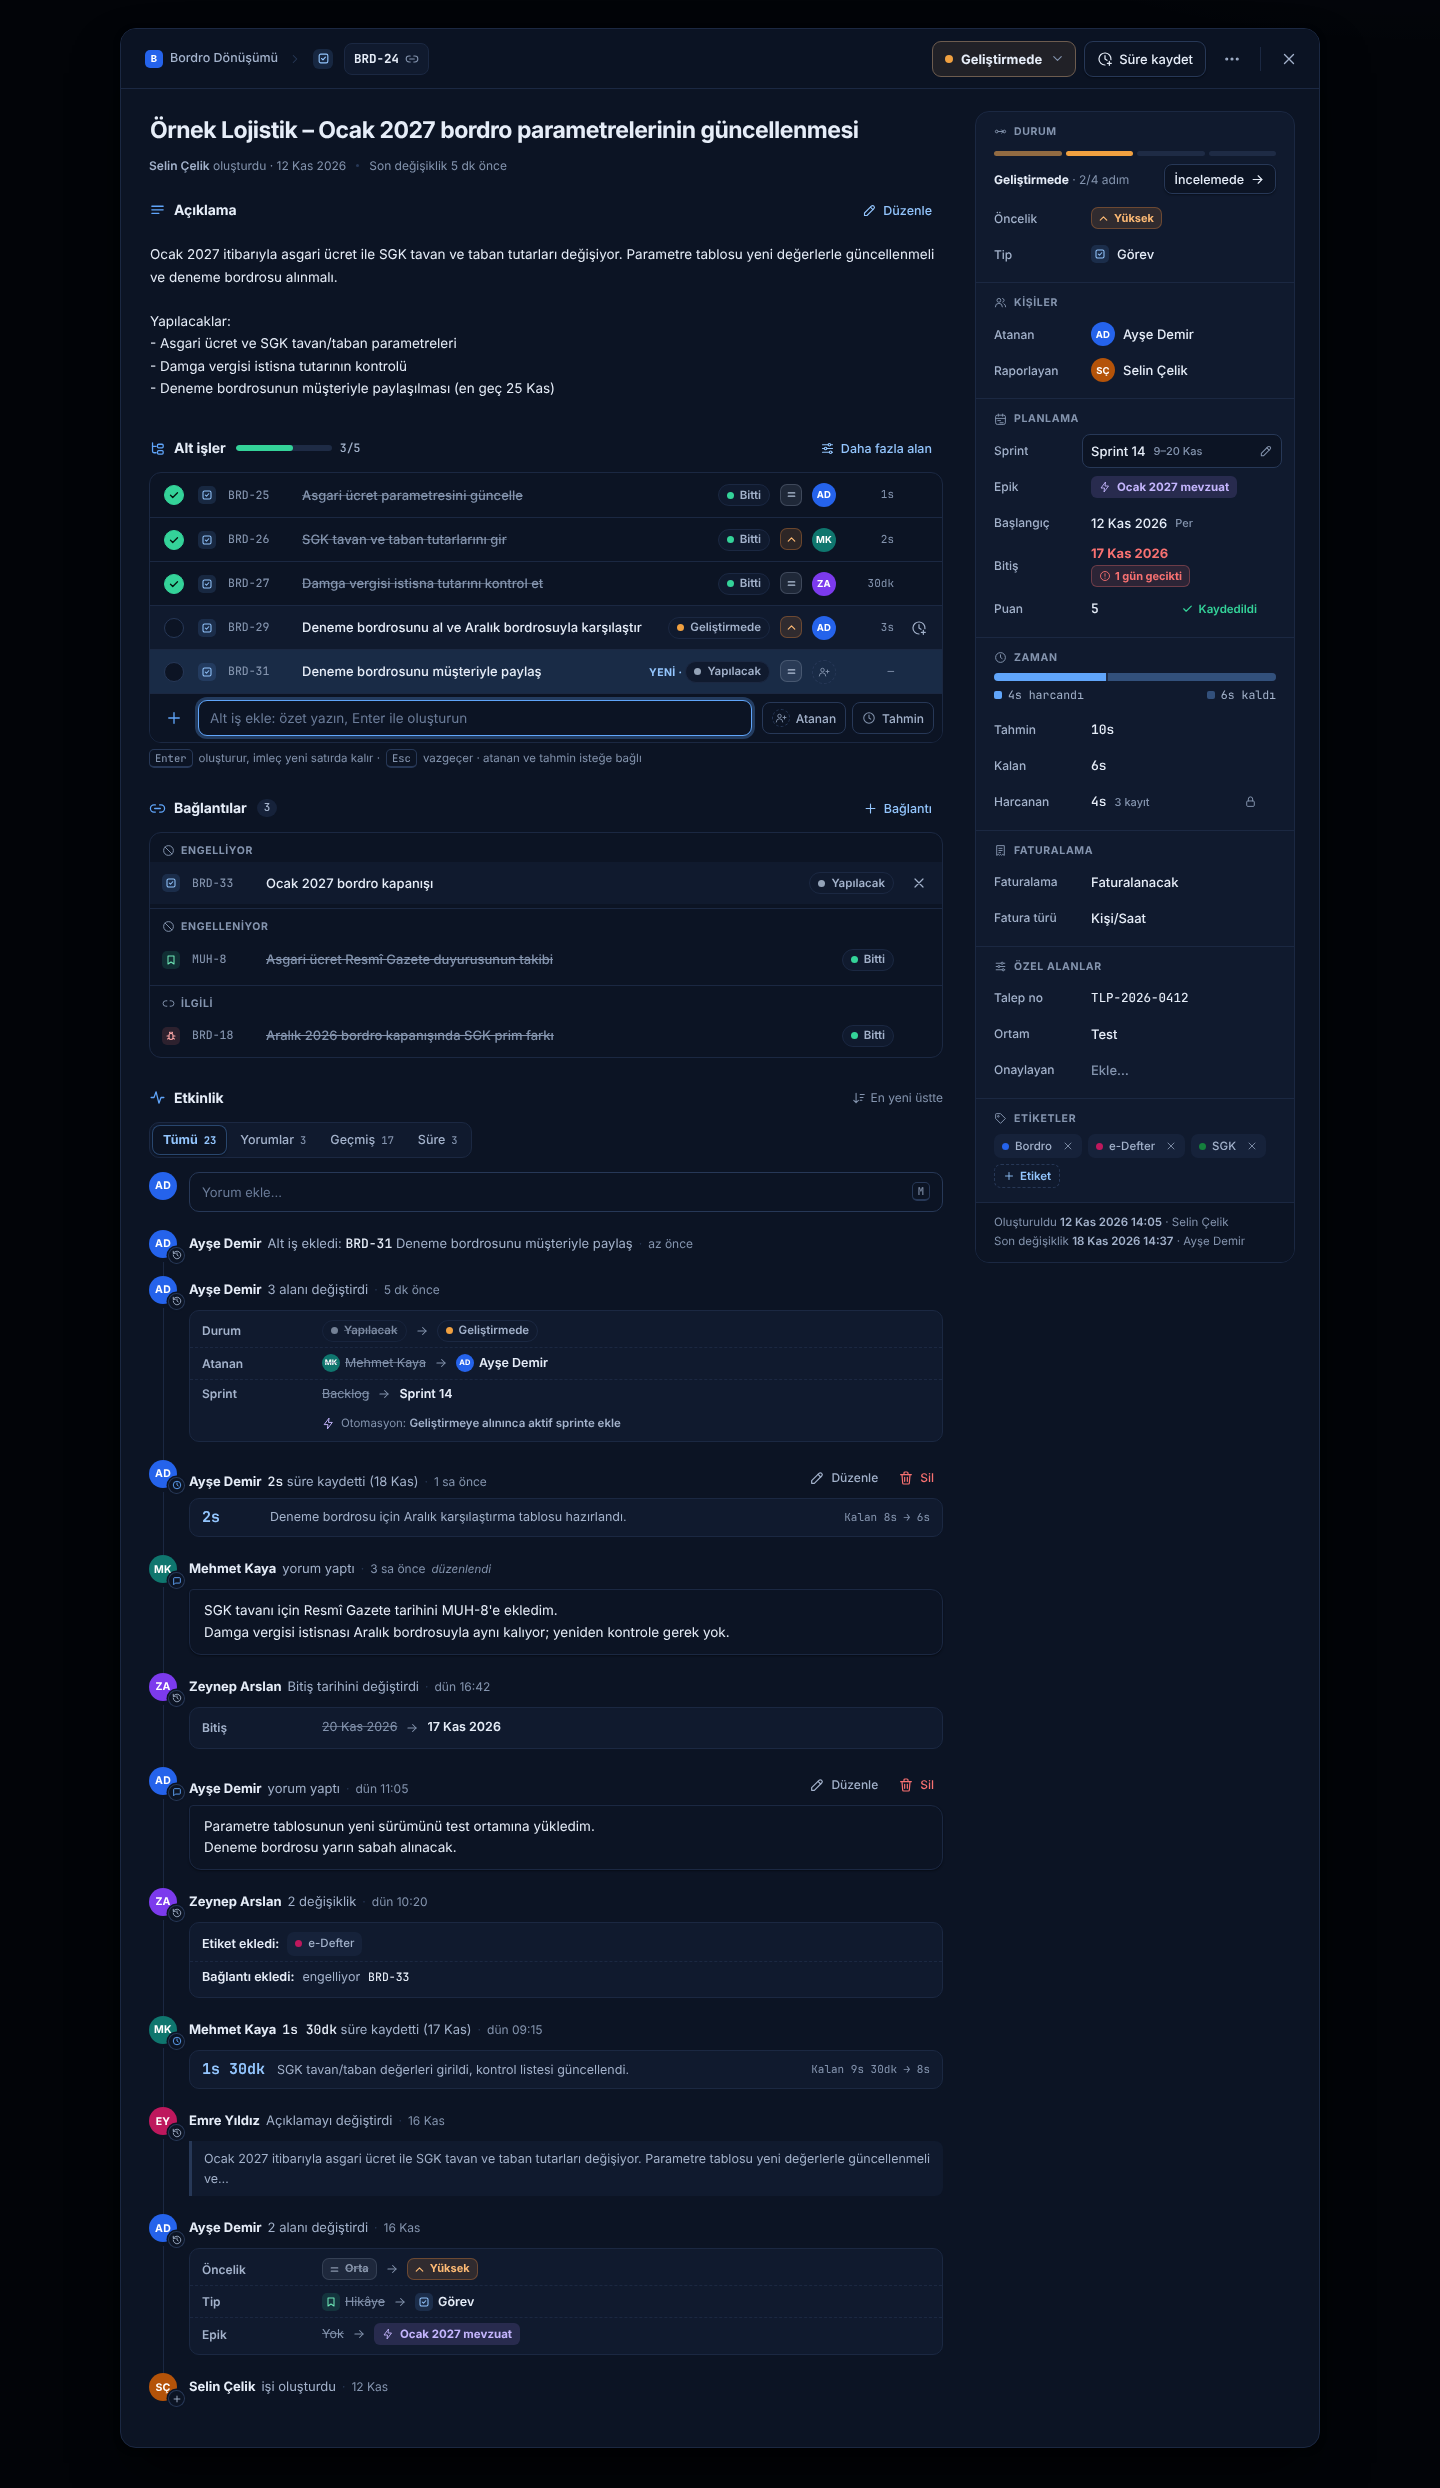 B Bordro Dönüşümü BRD-24 Geliştirmede Süre kaydet
Örnek Lojistik – Ocak 2027 bordro parametrelerinin güncellenmesi
Selin Çelik oluşturdu · 12 Kas 2026 • Son değişiklik 5 dk önce
Açıklama Düzenle
Ocak 2027 itibarıyla asgari ücret ile SGK tavan ve taban tutarları değişiyor. Parametre tablosu yeni değerlerle güncellenmeli
ve deneme bordrosu alınmalı.
Yapılacaklar:
- Asgari ücret ve SGK tavan/taban parametreleri
- Damga vergisi istisna tutarının kontrolü
- Deneme bordrosunun müşteriyle paylaşılması (en geç 25 Kas)
Alt işler 3/5 Daha fazla alan
BRD-25 Asgari ücret parametresini güncelle Bitti AD 1s
BRD-26 SGK tavan ve taban tutarlarını gir Bitti MK 2s
BRD-27 Damga vergisi istisna tutarını kontrol et Bitti ZA 30dk
BRD-29 Deneme bordrosunu al ve Aralık bordrosuyla karşılaştır Geliştirmede AD 3s
BRD-31 Deneme bordrosunu müşteriyle paylaş YENİ · Yapılacak –
Alt iş ekle: özet yazın, Enter ile oluşturun Atanan Tahmin
Enter oluşturur, imleç yeni satırda kalır · Esc vazgeçer · atanan ve tahmin isteğe bağlı
Bağlantılar 3 Bağlantı
ENGELLİYOR
BRD-33 Ocak 2027 bordro kapanışı Yapılacak
ENGELLENİYOR
MUH-8 Asgari ücret Resmî Gazete duyurusunun takibi Bitti
İLGİLİ
BRD-18 Aralık 2026 bordro kapanışında SGK prim farkı Bitti
Etkinlik En yeni üstte
Tümü 23 Yorumlar 3 Geçmiş 17 Süre 3
AD Yorum ekle... M
AD Ayşe Demir Alt iş ekledi: BRD-31 Deneme bordrosunu müşteriyle paylaş · az önce
AD Ayşe Demir 3 alanı değiştirdi · 5 dk önce
Durum Yapılacak → Geliştirmede
Atanan MK Mehmet Kaya → AD Ayşe Demir
Sprint Backlog → Sprint 14
Otomasyon: Geliştirmeye alınınca aktif sprinte ekle
AD Ayşe Demir 2s süre kaydetti (18 Kas) · 1 sa önce Düzenle Sil
2s Deneme bordrosu için Aralık karşılaştırma tablosu hazırlandı. Kalan 8s → 6s
MK Mehmet Kaya yorum yaptı · 3 sa önce düzenlendi
SGK tavanı için Resmî Gazete tarihini MUH-8'e ekledim.
Damga vergisi istisnası Aralık bordrosuyla aynı kalıyor; yeniden kontrole gerek yok.
ZA Zeynep Arslan Bitiş tarihini değiştirdi · dün 16:42
Bitiş 20 Kas 2026 → 17 Kas 2026
AD Ayşe Demir yorum yaptı · dün 11:05 Düzenle Sil
Parametre tablosunun yeni sürümünü test ortamına yükledim.
Deneme bordrosu yarın sabah alınacak.
ZA Zeynep Arslan 2 değişiklik · dün 10:20
Etiket ekledi: e-Defter
Bağlantı ekledi: engelliyor BRD-33
MK Mehmet Kaya 1s 30dk süre kaydetti (17 Kas) · dün 09:15
1s 30dk SGK tavan/taban değerleri girildi, kontrol listesi güncellendi. Kalan 9s 30dk → 8s
EY Emre Yıldız Açıklamayı değiştirdi · 16 Kas
Ocak 2027 itibarıyla asgari ücret ile SGK tavan ve taban tutarları değişiyor. Parametre tablosu yeni değerlerle güncellenmeli
ve...
AD Ayşe Demir 2 alanı değiştirdi · 16 Kas
Öncelik Orta → Yüksek
Tip Hikâye → Görev
Epik Yok → Ocak 2027 mevzuat
SÇ Selin Çelik işi oluşturdu · 12 Kas
DURUM
Geliştirmede · 2/4 adım İncelemede →
Öncelik Yüksek
Tip Görev
KİŞİLER
Atanan AD Ayşe Demir
Raporlayan SÇ Selin Çelik
PLANLAMA
Sprint Sprint 14 9–20 Kas
Epik Ocak 2027 mevzuat
Başlangıç 12 Kas 2026 Per
Bitiş 17 Kas 2026
1 gün gecikti
Puan 5 Kaydedildi
ZAMAN
4s harcandı 6s kaldı
Tahmin 10s
Kalan 6s
Harcanan 4s 3 kayıt
FATURALAMA
Faturalama Faturalanacak
Fatura türü Kişi/Saat
ÖZEL ALANLAR
Talep no TLP-2026-0412
Ortam Test
Onaylayan Ekle...
ETİKETLER
Bordro e-Defter SGK
Etiket
Oluşturuldu 12 Kas 2026 14:05 · Selin Çelik
Son değişiklik 18 Kas 2026 14:37 · Ayşe Demir